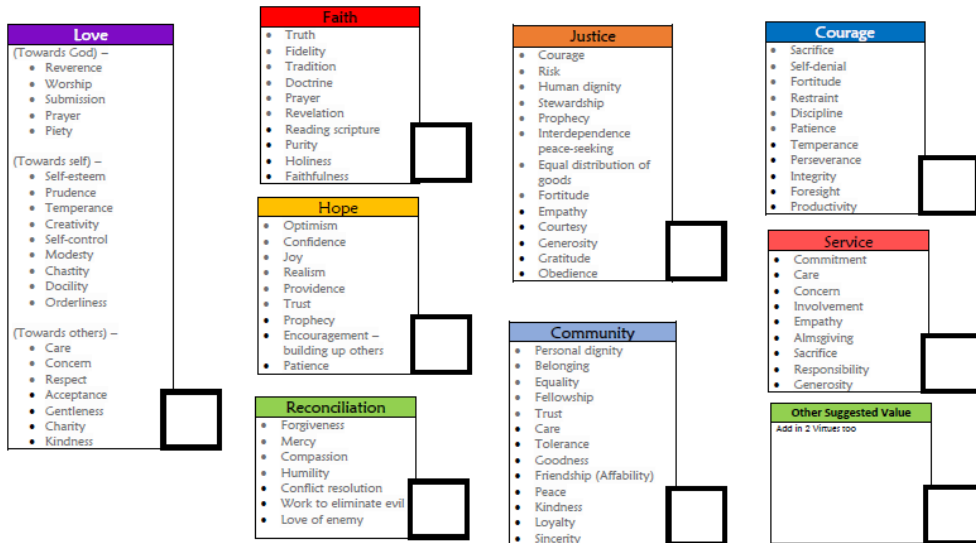 Love
(Towards God) –
• Reverence
• Worship
• Submission
• Prayer
• Piety
(Towards self) –
• Self-esteem
• Prudence
• Temperance
• Creativity
• Self-control
• Modesty
• Chastity
• Docility
• Orderliness
(Towards others) –
• Care
• Concern
• Respect
• Acceptance
• Gentleness
• Charity
• Kindness
Faith
• Truth
• Fidelity
• Tradition
• Doctrine
• Prayer
• Revelation
• Reading scripture
• Purity
• Holiness
• Faithfulness
Hope
• Optimism
• Confidence
• Joy
• Realism
• Providence
• Trust
• Prophecy
• Encouragement –
building up others
• Patience
Reconciliation
• Forgiveness
• Mercy
• Compassion
• Humility
• Conflict resolution
• Work to eliminate evil
• Love of enemy
Justice
• Courage
• Risk
• Human dignity
• Stewardship
• Prophecy
• Interdependence
peace-seeking
• Equal distribution of
goods
• Fortitude
• Empathy
• Courtesy
• Generosity
• Gratitude
• Obedience
Community
• Personal dignity
• Belonging
• Equality
• Fellowship
• Trust
• Care
• Tolerance
• Goodness
• Friendship (Affability)
• Peace
• Kindness
• Loyalty
• Sincerity
Courage
• Sacrifice
• Self-denial
• Fortitude
• Restraint
• Discipline
• Patience
• Temperance
• Perseverance
• Integrity
• Foresight
• Productivity
Service
• Commitment
• Care
• Concern
• Involvement
• Empathy
• Almsgiving
• Sacrifice
• Responsibility
• Generosity
Other Suggested Value
Add in 2 Virtues too